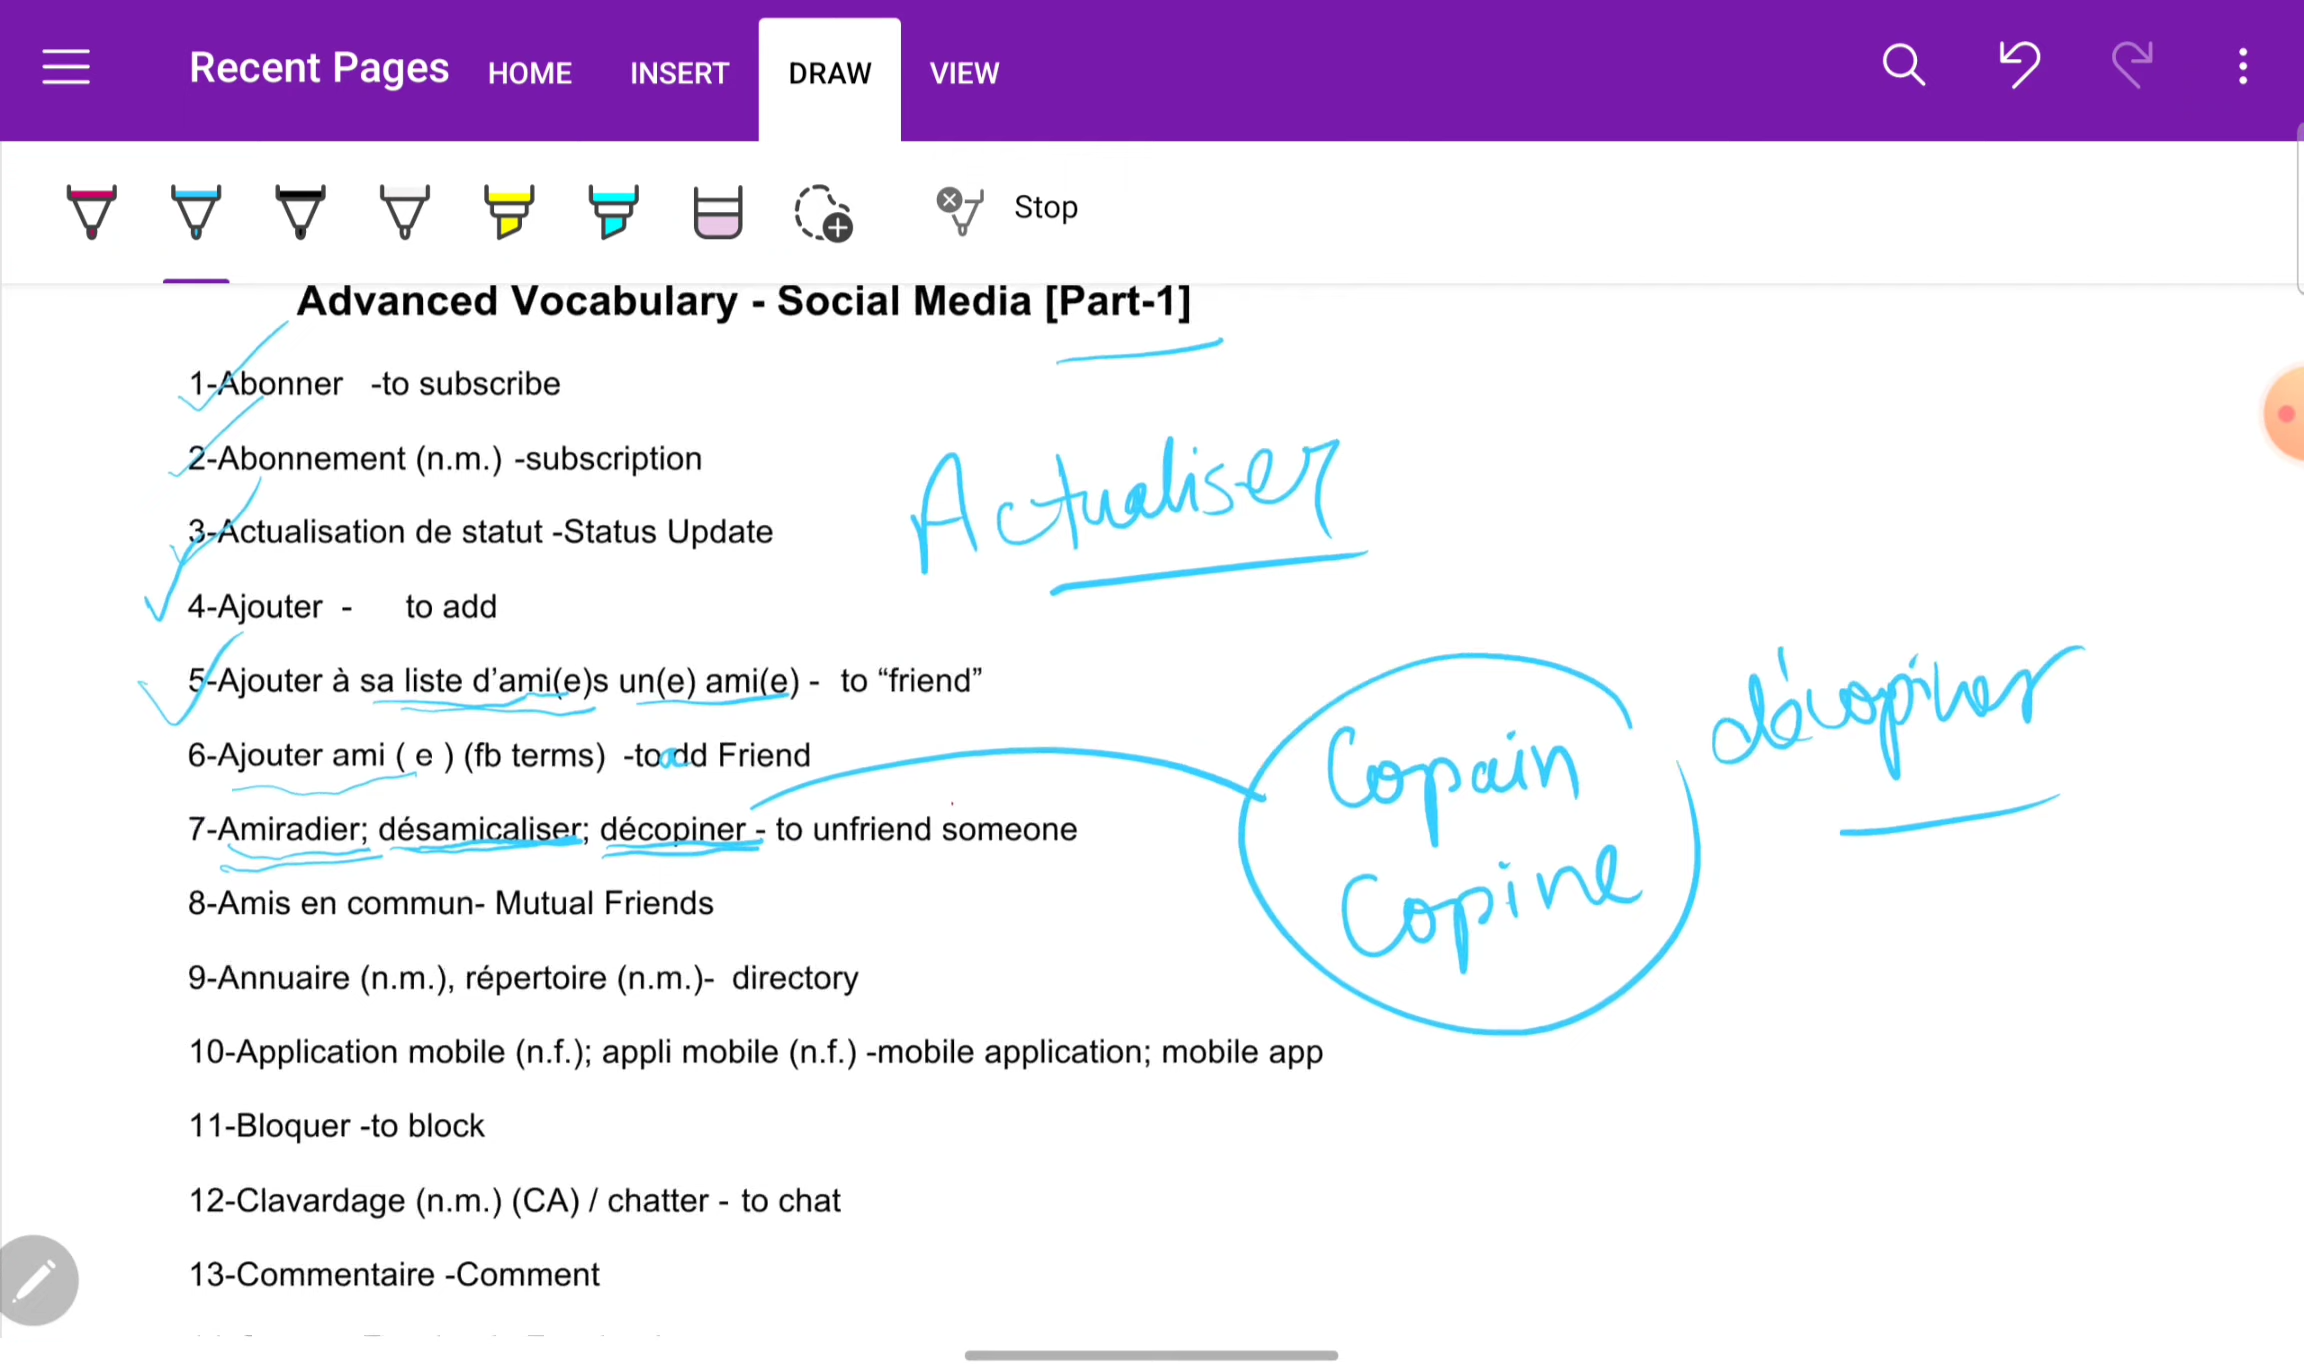 Recent Pages HOME INSERT DRAW VIEW
Stop
Advanced Vocabulary - Social Media [Part-1]
1-Abonner -to subscribe
2-Abonnement (n.m.) -subscription
3-Actualisation de statut -Status Update
Actualiser
4-Ajouter - to add
5-Ajouter à sa liste d’ami(e)s un(e) ami(e) - to “friend”
décopiner
6-Ajouter ami ( e ) (fb terms) -to add Friend
Copain
7-Amiradier; désamicaliser; décopiner - to unfriend someone
Copine
8-Amis en commun- Mutual Friends
9-Annuaire (n.m.), répertoire (n.m.)- directory
10-Application mobile (n.f.); appli mobile (n.f.) -mobile application; mobile app
11-Bloquer -to block
12-Clavardage (n.m.) (CA) / chatter - to chat
13-Commentaire -Comment